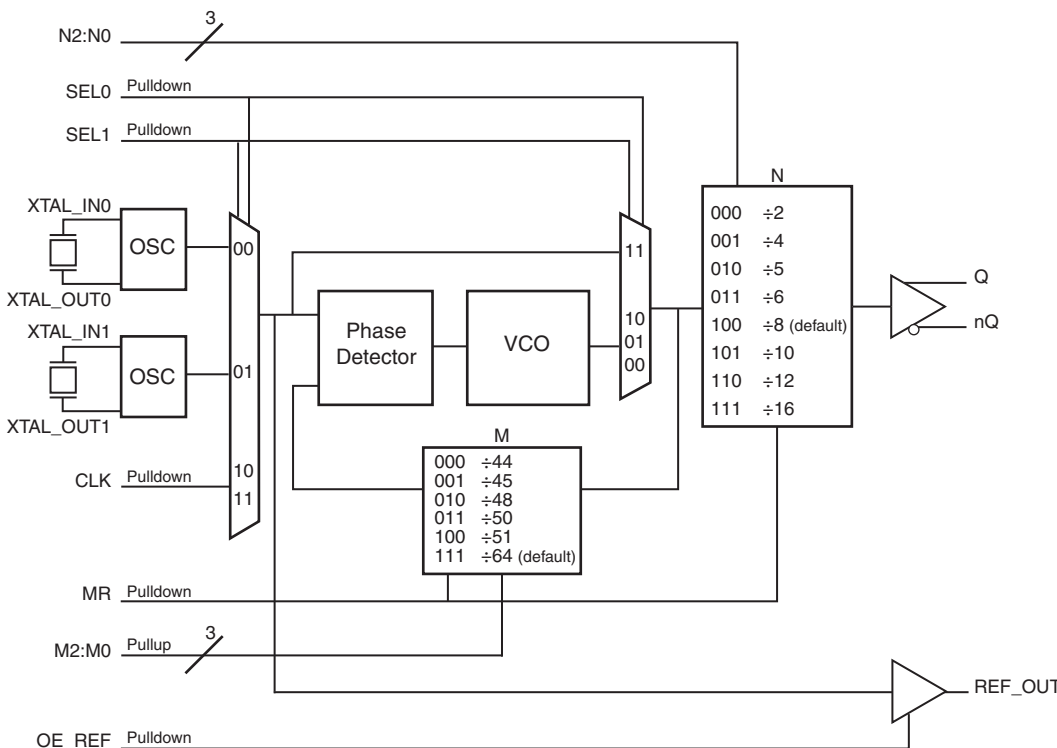 3
N2:N0
SEL0 Pulldown
SEL1 Pulldown
N
XTAL_IN0
OSC
XTAL_OUT0
00
11
000 ÷2
001 ÷4
010 ÷5
011 ÷6
100 ÷8 (default)
101 ÷10
110 ÷12
111 ÷16
Q
nQ
Phase
Detector
VCO
10
01
00
XTAL_IN1
OSC
XTAL_OUT1
01
M
000 ÷44
001 ÷45
010 ÷48
011 ÷50
100 ÷51
111 ÷64 (default)
CLK Pulldown
10
11
MR Pulldown
3
M2:M0 Pullup
REF_OUT
OE_REF Pulldown